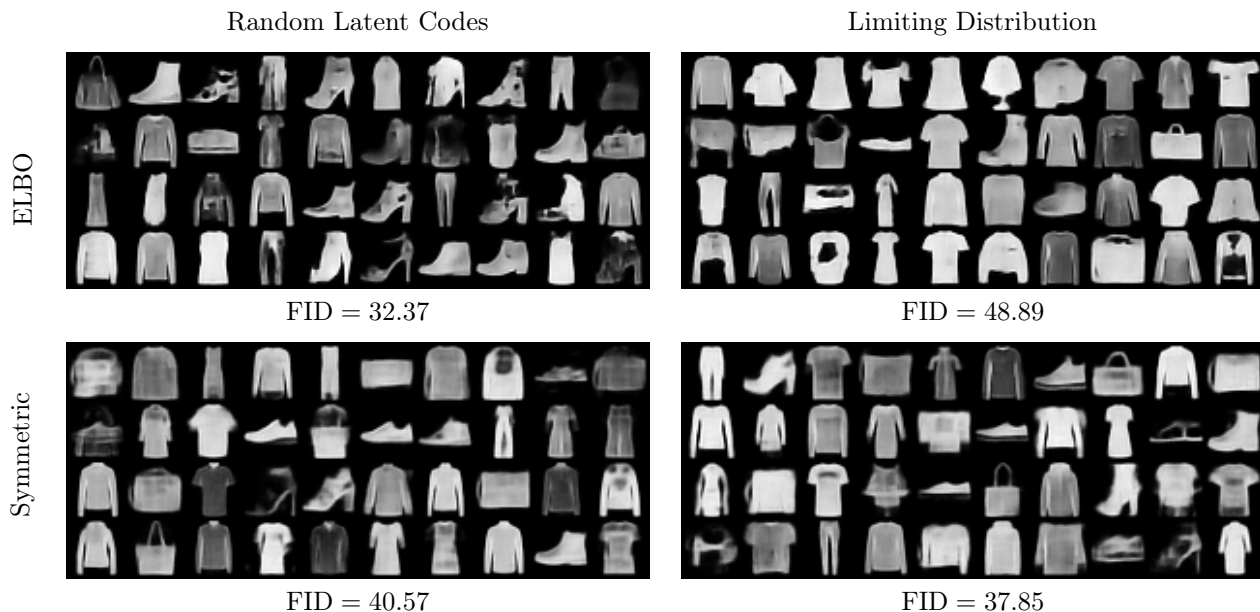 Random Latent Codes
Limiting Distribution
ELBO
FID = 32.37
FID = 48.89
Symmetric
FID = 40.57
FID = 37.85